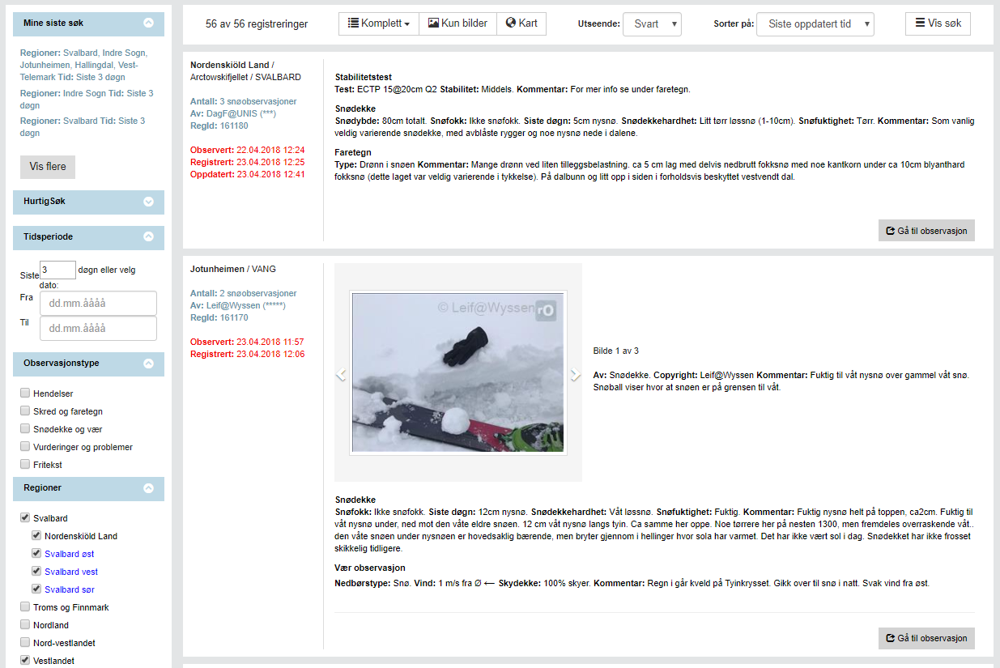 Mine siste søk
Regioner: Svalbard, Indre Sogn,
Jotunheimen, Hallingdal, Vest-
Telemark Tid: Siste 3 døgn
Regioner: Indre Sogn Tid: Siste 3
døgn
Regioner: Svalbard Tid: Siste 3
døgn
Vis flere
HurtigSøk
Tidsperiode
Siste 3 døgn eller velg
dato:
Fra dd.mm.åååå
Til dd.mm.åååå
Observasjonstype
Hendelser
Skred og faretegn
Snødekke og vær
Vurderinger og problemer
Fritekst
Regioner
Svalbard
Nordenskiöld Land
Svalbard øst
Svalbard vest
Svalbard sør
Troms og Finnmark
Nordland
Nord-vestlandet
Vestlandet
56 av 56 registreringer
Komplett
Kun bilder
Kart
Utseende: Svart
Sorter på: Siste oppdatert tid
Vis søk
Nordenskiöld Land /
Arctowskifjellet / SVALBARD
Antall: 3 snøobservasjoner
Av: DagF@UNIS (***)
RegId: 161180
Observert: 22.04.2018 12:24
Registrert: 23.04.2018 12:25
Oppdatert: 23.04.2018 12:41
Stabilitetstest
Test: ECTP 15@20cm Q2 Stabilitet: Middels. Kommentar: For mer info se under faretegn.
Snødekke
Snødybde: 80cm totalt. Snøfokk: Ikke snøfokk. Siste døgn: 5cm nysnø. Snødekkehardhet: Litt tørr løssnø (1-10cm). Snøfuktighet: Tørr. Kommentar: Som vanlig
veldig varierende snødekke, med avblåste rygger og noe nysnø nede i dalene.
Faretegn
Type: Drønn i snøen Kommentar: Mange drønn ved liten tilleggsbelastning. ca 5 cm lag med delvis nedbrutt fokksnø med noe kantkorn under ca 10cm blyanthard
fokksnø (dette laget var veldig varierende i tykkelse). På dalbunn og litt opp i siden i forholdsvis beskyttet vestvendt dal.
Gå til observasjon
Jotunheimen / VANG
Antall: 2 snøobservasjoner
Av: Leif@Wyssen (*****)
RegId: 161170
Observert: 23.04.2018 11:57
Registrert: 23.04.2018 12:06
© Leif@Wyssen rO
Bilde 1 av 3
Av: Snødekke. Copyright: Leif@Wyssen Kommentar: Fuktig til våt nysnø over gammel våt snø.
Snøball viser hvor at snøen er på grensen til våt.
Snødekke
Snøfokk: Ikke snøfokk. Siste døgn: 12cm nysnø. Snødekkehardhet: Våt løssnø. Snøfuktighet: Fuktig. Kommentar: Fuktig nysnø helt på toppen, ca2cm. Fuktig til
våt nysnø under, ned mot den våte eldre snøen. 12 cm våt nysnø langs tyin. Ca samme her oppe. Noe tørrere her på nesten 1300, men fremdeles overraskende våt..
den våte snøen under nysnøen er hovedsaklig bærende, men bryter gjennom i hellinger hvor sola har varmet. Det har ikke vært sol i dag. Snødekket har ikke frosset
skikkelig tidligere.
Vær observasjon
Nedbørstype: Snø. Vind: 1 m/s fra Ø ⟵ Skydekke: 100% skyer. Kommentar: Regn i går kveld på Tyinkrysset. Gikk over til snø i natt. Svak vind fra øst.
Gå til observasjon